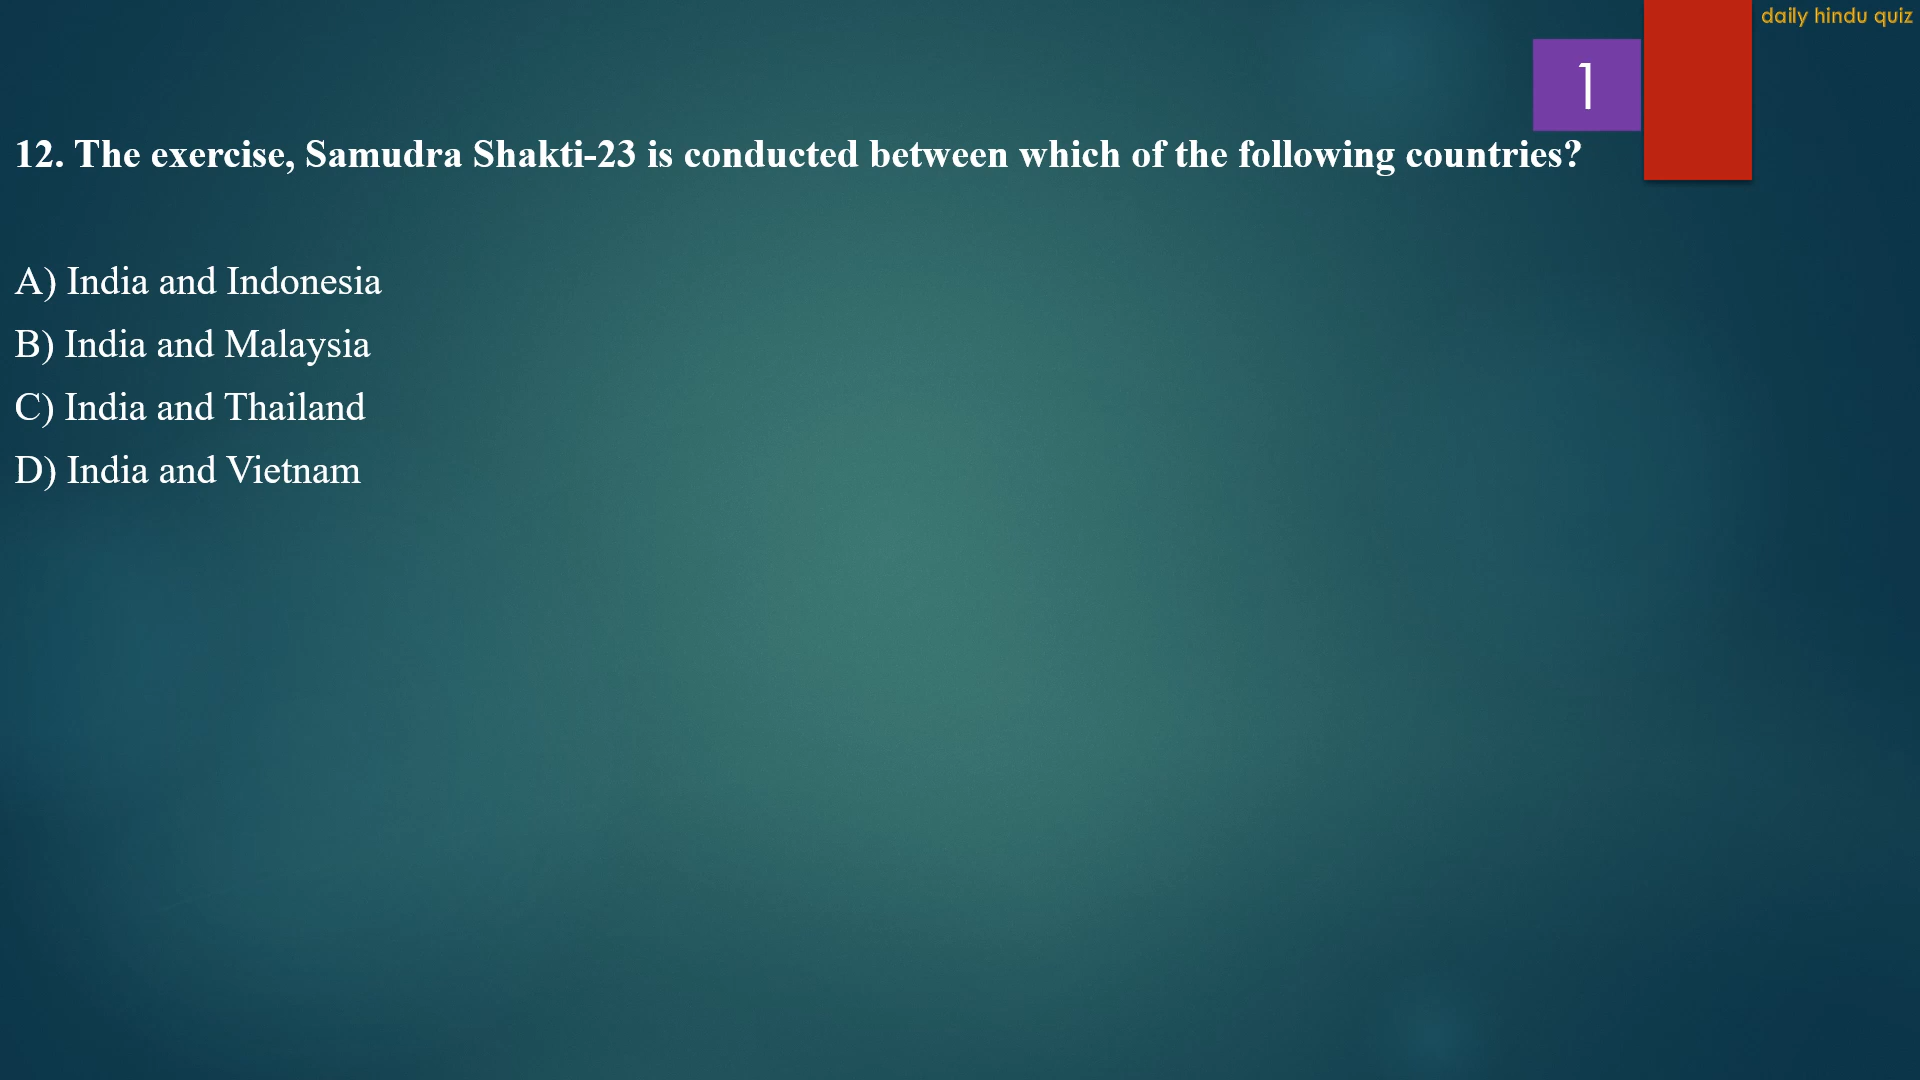 daily hindu quiz
1
12. The exercise, Samudra Shakti-23 is conducted between which of the following countries?
A) India and Indonesia
B) India and Malaysia
C) India and Thailand
D) India and Vietnam